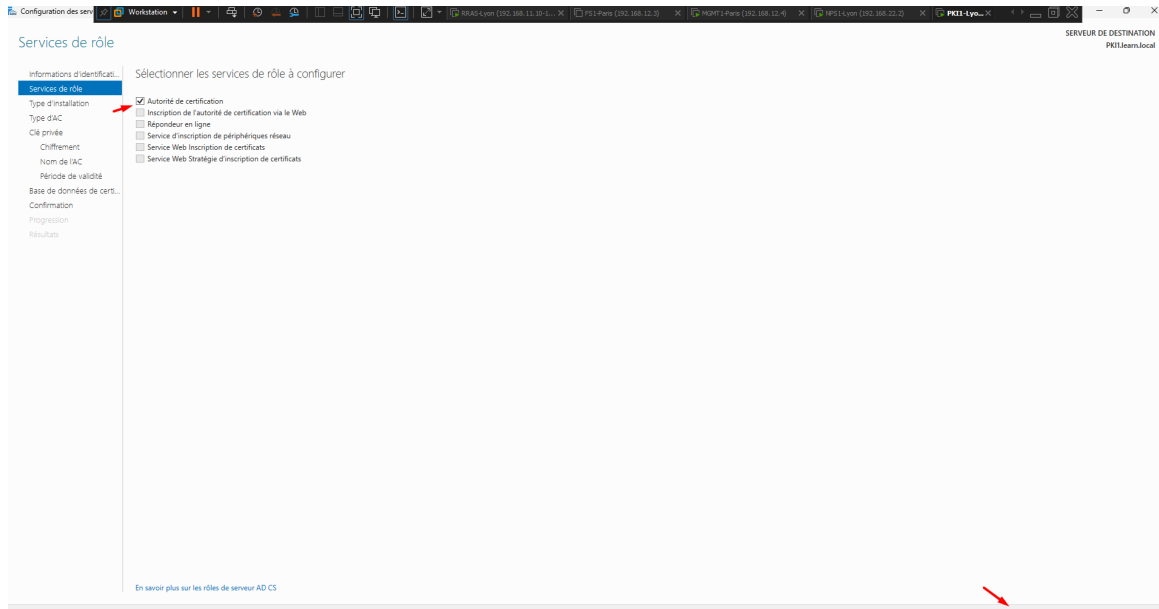 Configuration des serv
Workstation
RRAS-Lyon (192.168.11.10-1...
FS1-Paris (192.168.12.3)
MGMT1-Paris (192.168.12.4)
NPS1-Lyon (192.168.22.2)
PKI1-Lyo...
Services de rôle
SERVEUR DE DESTINATION
PKI1.learn.local
Informations d'identificati...
Services de rôle
Type d'installation
Type d'AC
Clé privée
Chiffrement
Nom de l'AC
Période de validité
Base de données de certi...
Confirmation
Progression
Résultats
Sélectionner les services de rôle à configurer
Autorité de certification
Inscription de l'autorité de certification via le Web
Répondeur en ligne
Service d'inscription de périphériques réseau
Service Web Inscription de certificats
Service Web Stratégie d'inscription de certificats
En savoir plus sur les rôles de serveur AD CS